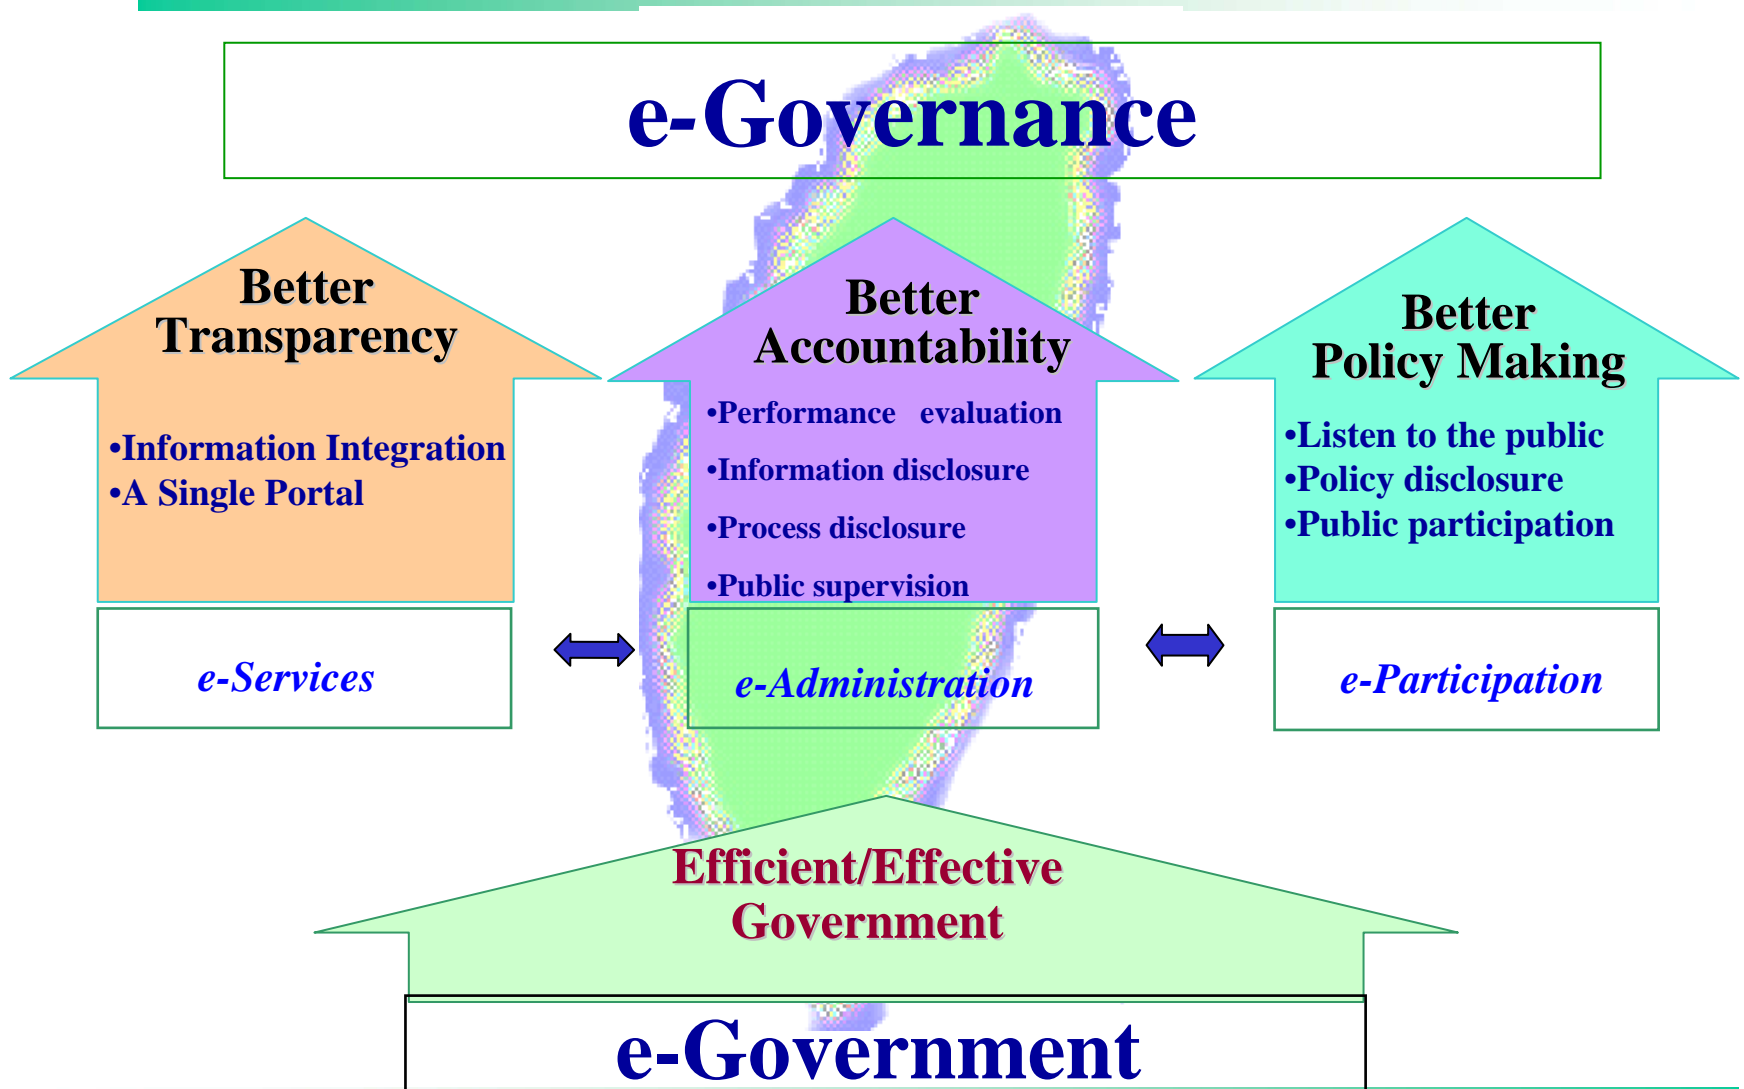 e-Governance
Better
Transparency
•Information Integration
•A Single Portal
Better
Accountability
•Performance evaluation
•Information disclosure
•Process disclosure
•Public supervision
Better
Policy Making
•Listen to the public
•Policy disclosure
•Public participation
e-Services
e-Administration
e-Participation
Efficient/Effective
Government
e-Government